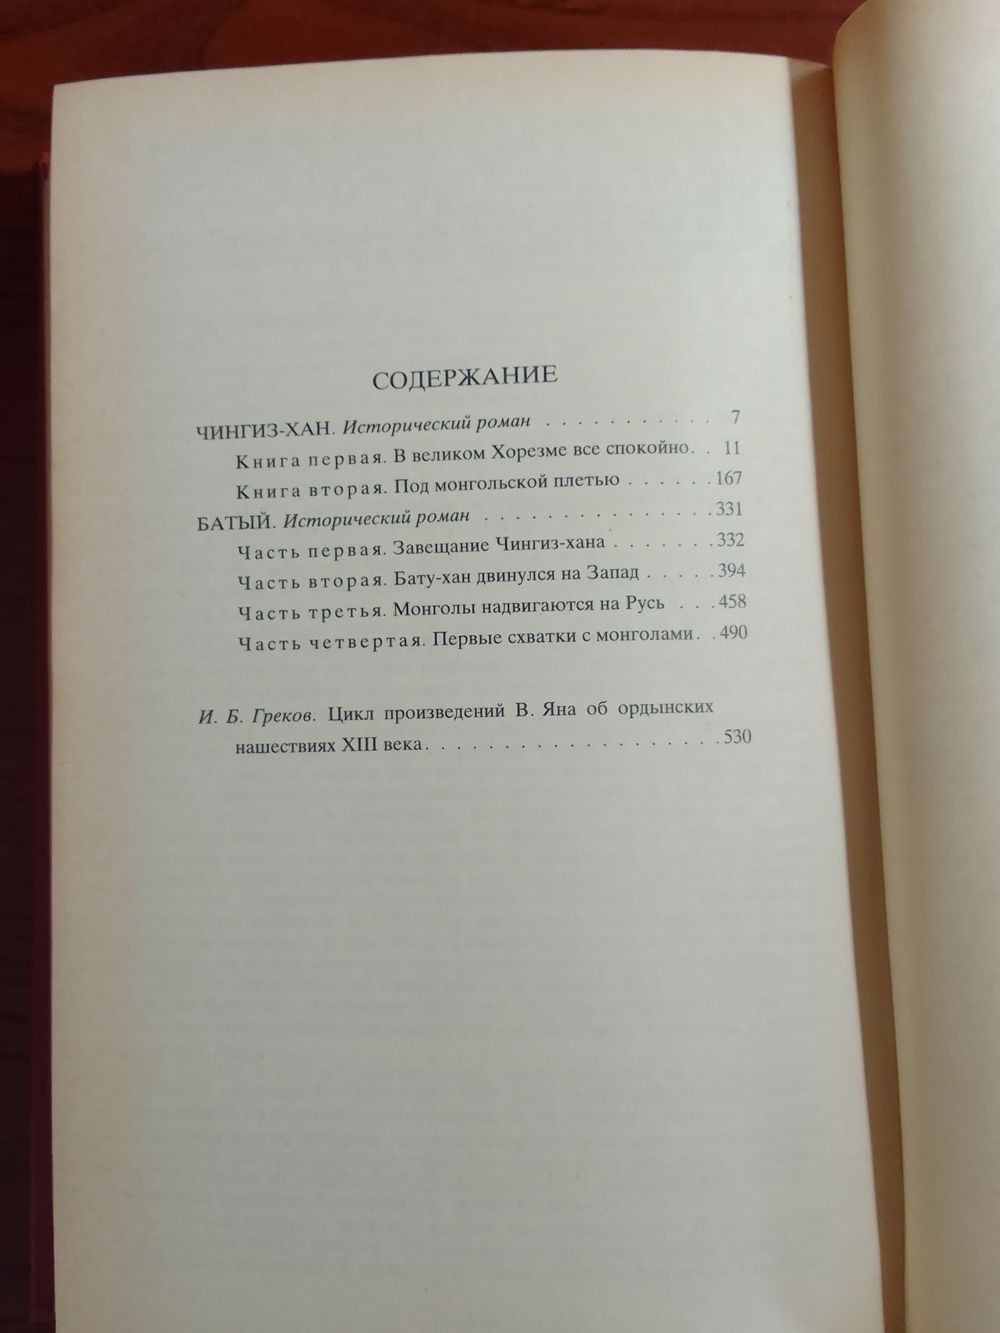 СОДЕРЖАНИЕ
ЧИНГИЗ-ХАН. Исторический роман . . . . . . . . . . . 7
Книга первая. В великом Хорезме все спокойно. . 11
Книга вторая. Под монгольской плетью . . . . . . 167
БАТЫЙ. Исторический роман . . . . . . . . . . . . . . 331
Часть первая. Завещание Чингиз-хана . . . . . . . 332
Часть вторая. Бату-хан двинулся на Запад . . . . . 394
Часть третья. Монголы надвигаются на Русь . . . 458
Часть четвертая. Первые схватки с монголами. . 490
И. Б. Греков. Цикл произведений В. Яна об ордынских
нашествиях XIII века. . . . . . . . . . . . . . . . . . . 530